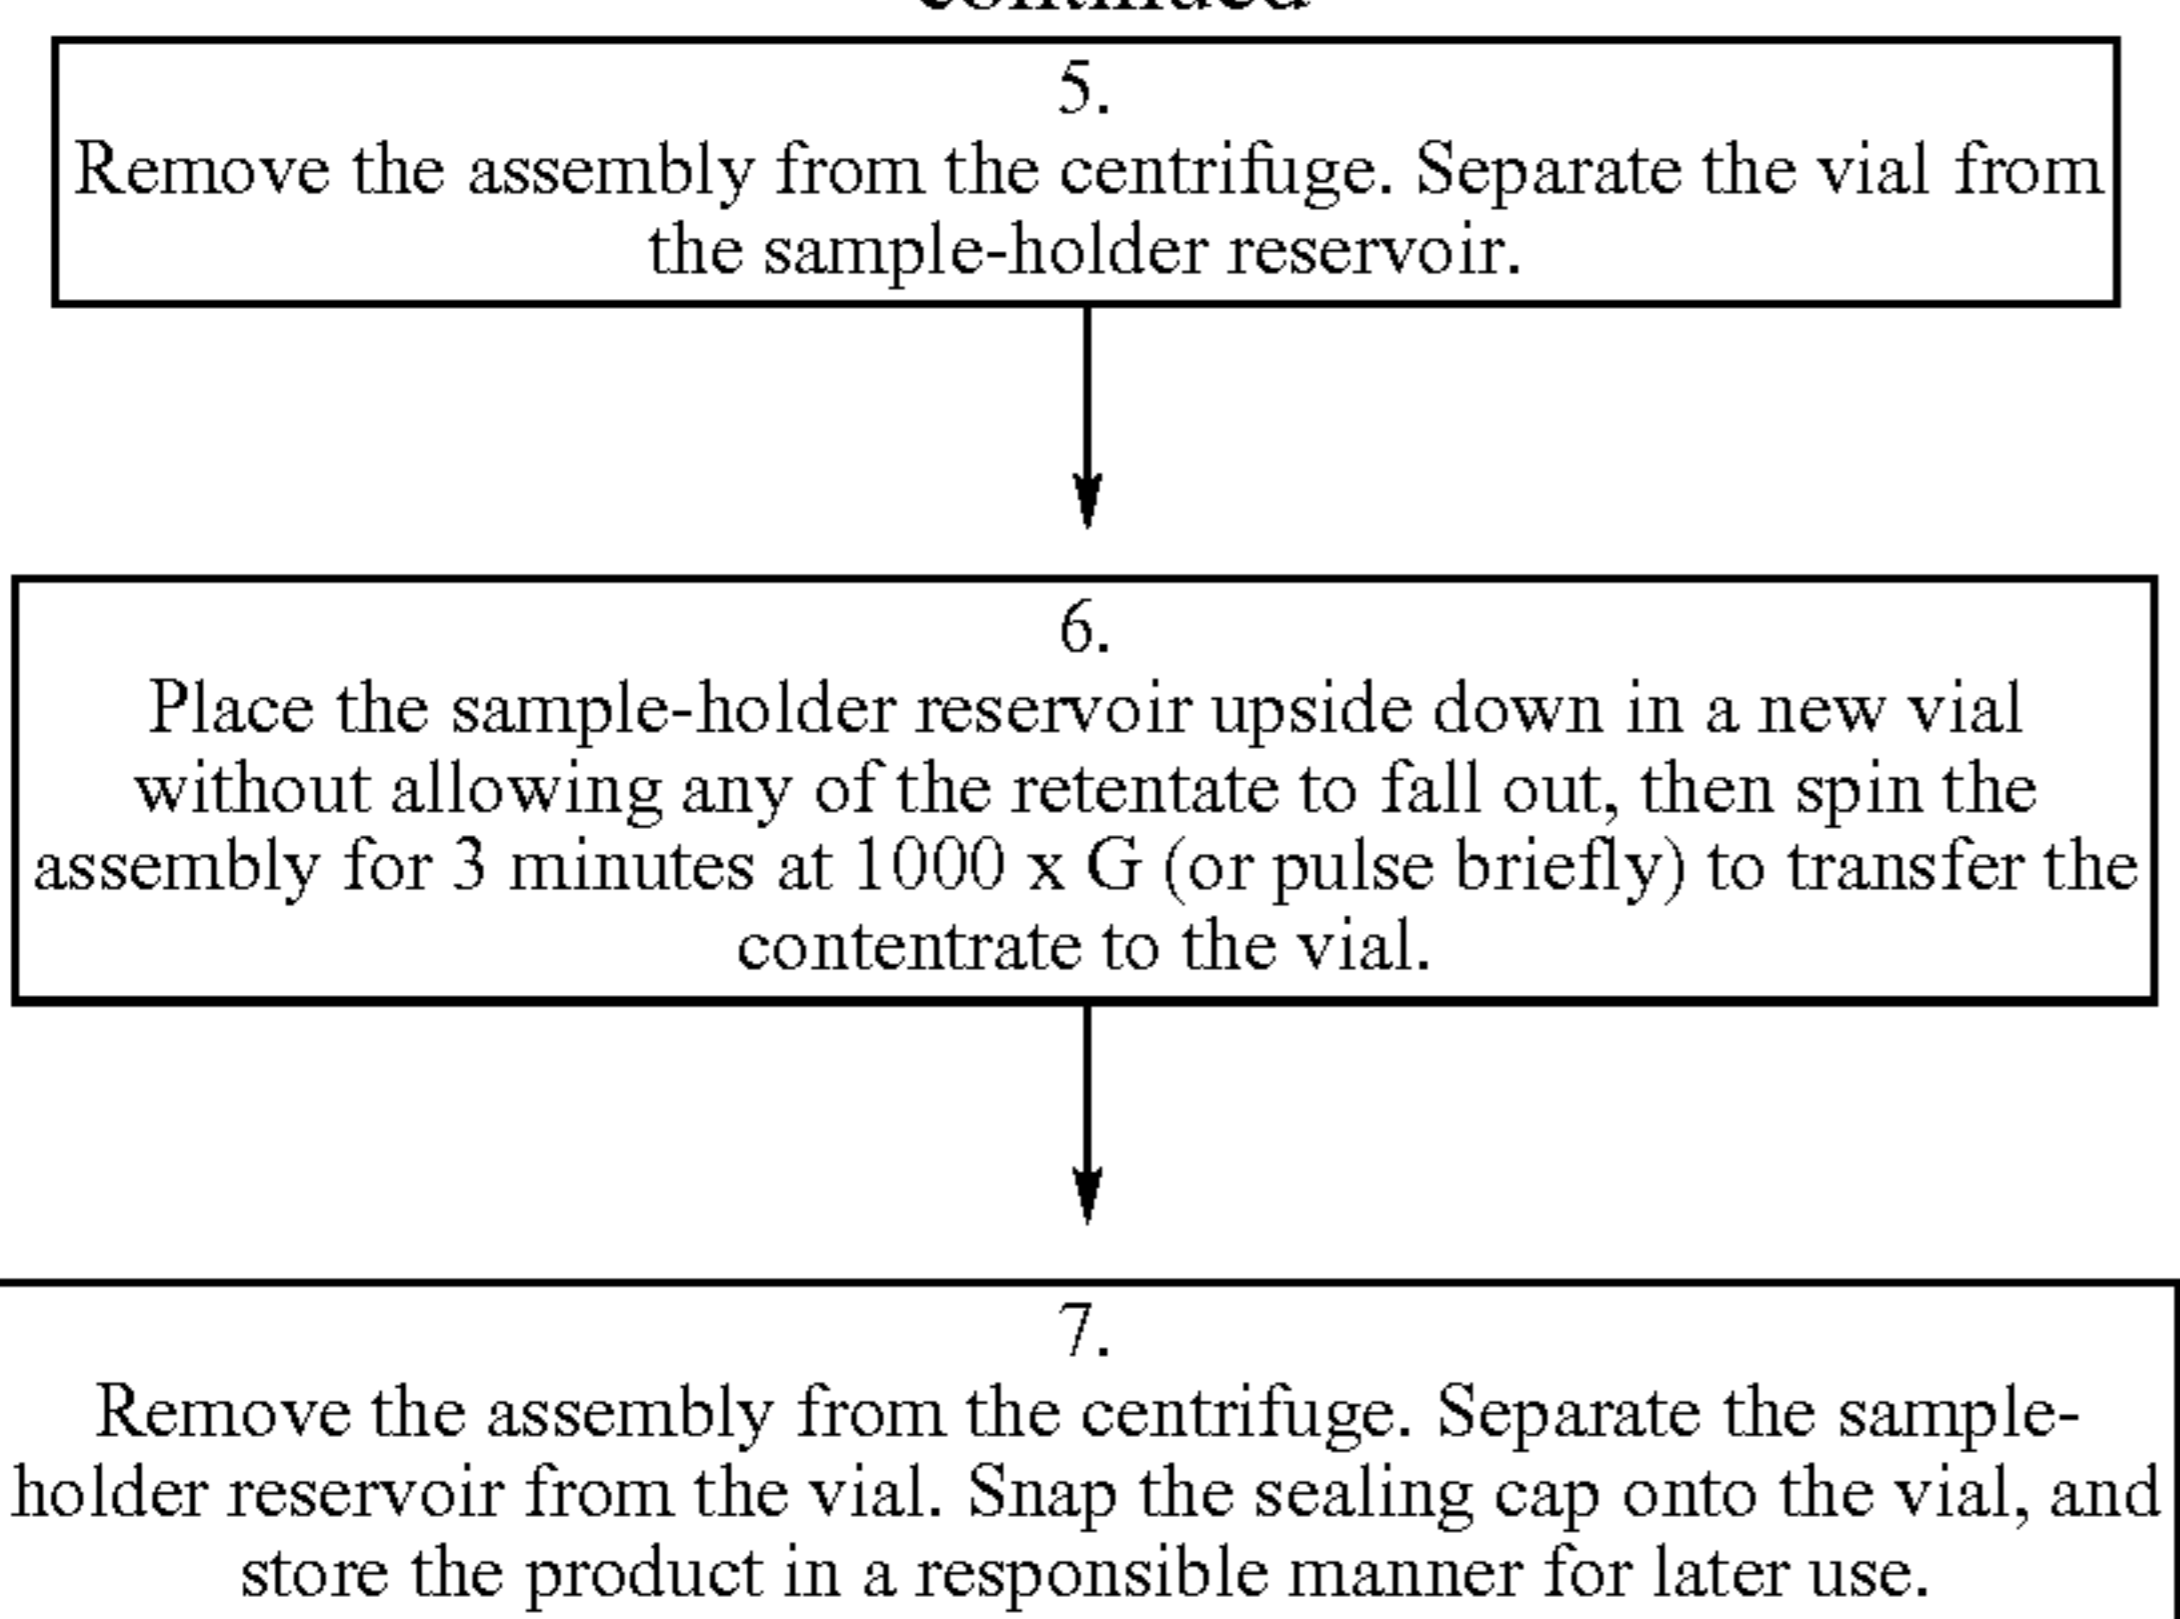 continued
5.
Remove the assembly from the centrifuge. Separate the vial from
the sample-holder reservoir.
6.
Place the sample-holder reservoir upside down in a new vial
without allowing any of the retentate to fall out, then spin the
assembly for 3 minutes at 1000 x G (or pulse briefly) to transfer the
contentrate to the vial.
7.
Remove the assembly from the centrifuge. Separate the sample-
holder reservoir from the vial. Snap the sealing cap onto the vial, and
store the product in a responsible manner for later use.